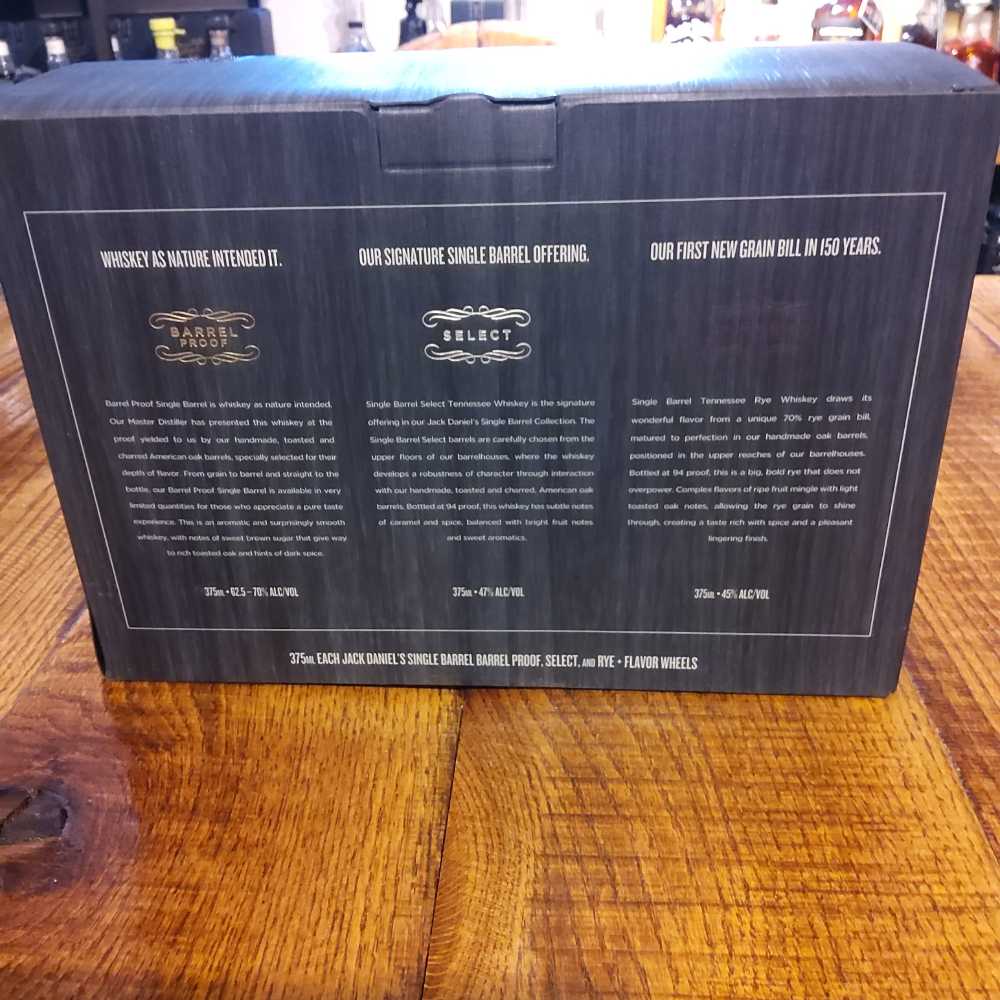 WHISKEY AS NATURE INTENDED IT.
BARREL
PROOF
Barrel Proof Single Barrel is whiskey as nature intended.
Our Master Distiller has presented this whiskey at the
proof yielded to us by our handmade, toasted and
charred American oak barrels, specially selected for their
depth of flavor. From grain to barrel and straight to the
bottle, our Barrel Proof Single Barrel is available in very
limited quantities for those who appreciate a pure taste
experience. This is an aromatic and surprisingly smooth
whiskey, with notes of sweet brown sugar that give way
to rich toasted oak and hints of dark spice.
375ML • 62.5 – 70% ALC/VOL
OUR SIGNATURE SINGLE BARREL OFFERING.
SELECT
Single Barrel Select Tennessee Whiskey is the signature
offering in our Jack Daniel's Single Barrel Collection. The
Single Barrel Select barrels are carefully chosen from the
upper floors of our barrelhouses, where the whiskey
develops a robustness of character through interaction
with our handmade, toasted and charred, American oak
barrels. Bottled at 94 proof, this whiskey has subtle notes
of caramel and spice, balanced with bright fruit notes
and sweet aromatics.
375ML • 47% ALC/VOL
OUR FIRST NEW GRAIN BILL IN 150 YEARS.
Single Barrel Tennessee Rye Whiskey draws its
wonderful flavor from a unique 70% rye grain bill,
matured to perfection in our handmade oak barrels,
positioned in the upper reaches of our barrelhouses.
Bottled at 94 proof, this is a big, bold rye that does not
overpower. Complex flavors of ripe fruit mingle with light
toasted oak notes, allowing the rye grain to shine
through, creating a taste rich with spice and a pleasant
lingering finish.
375ML • 45% ALC/VOL
375ML EACH JACK DANIEL'S SINGLE BARREL BARREL PROOF, SELECT, AND RYE + FLAVOR WHEELS